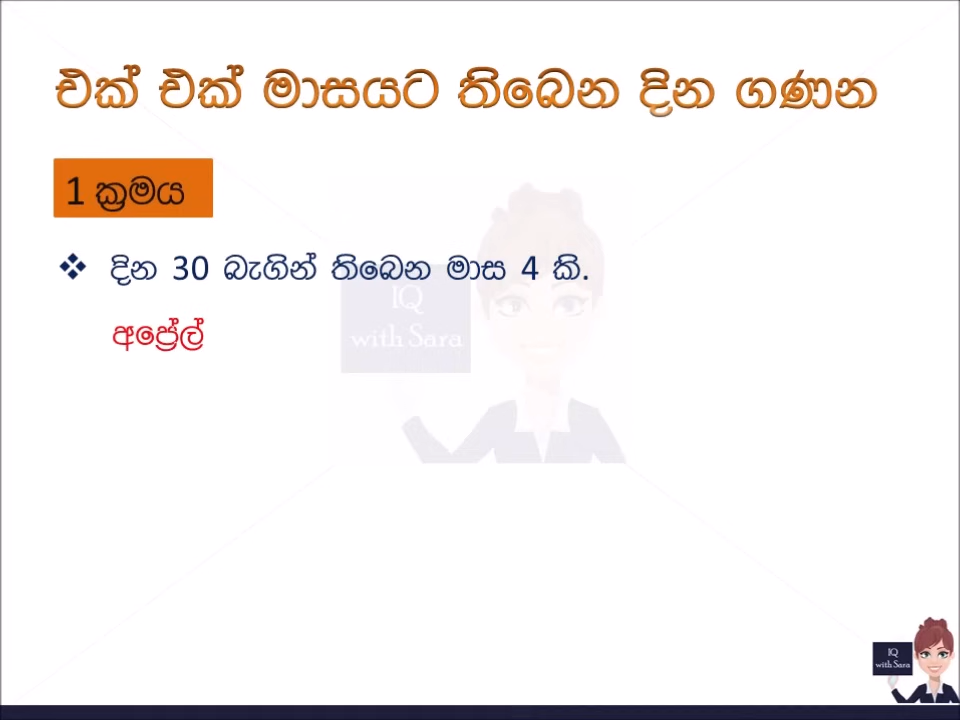 එක් එක් මාසයට තිබෙන දින ගණන
1 ක්‍රමය
❖ දින 30 බැගින් තිබෙන මාස 4 කි.
අප්‍රේල්
IQ
with Sara
IQ
with Sara